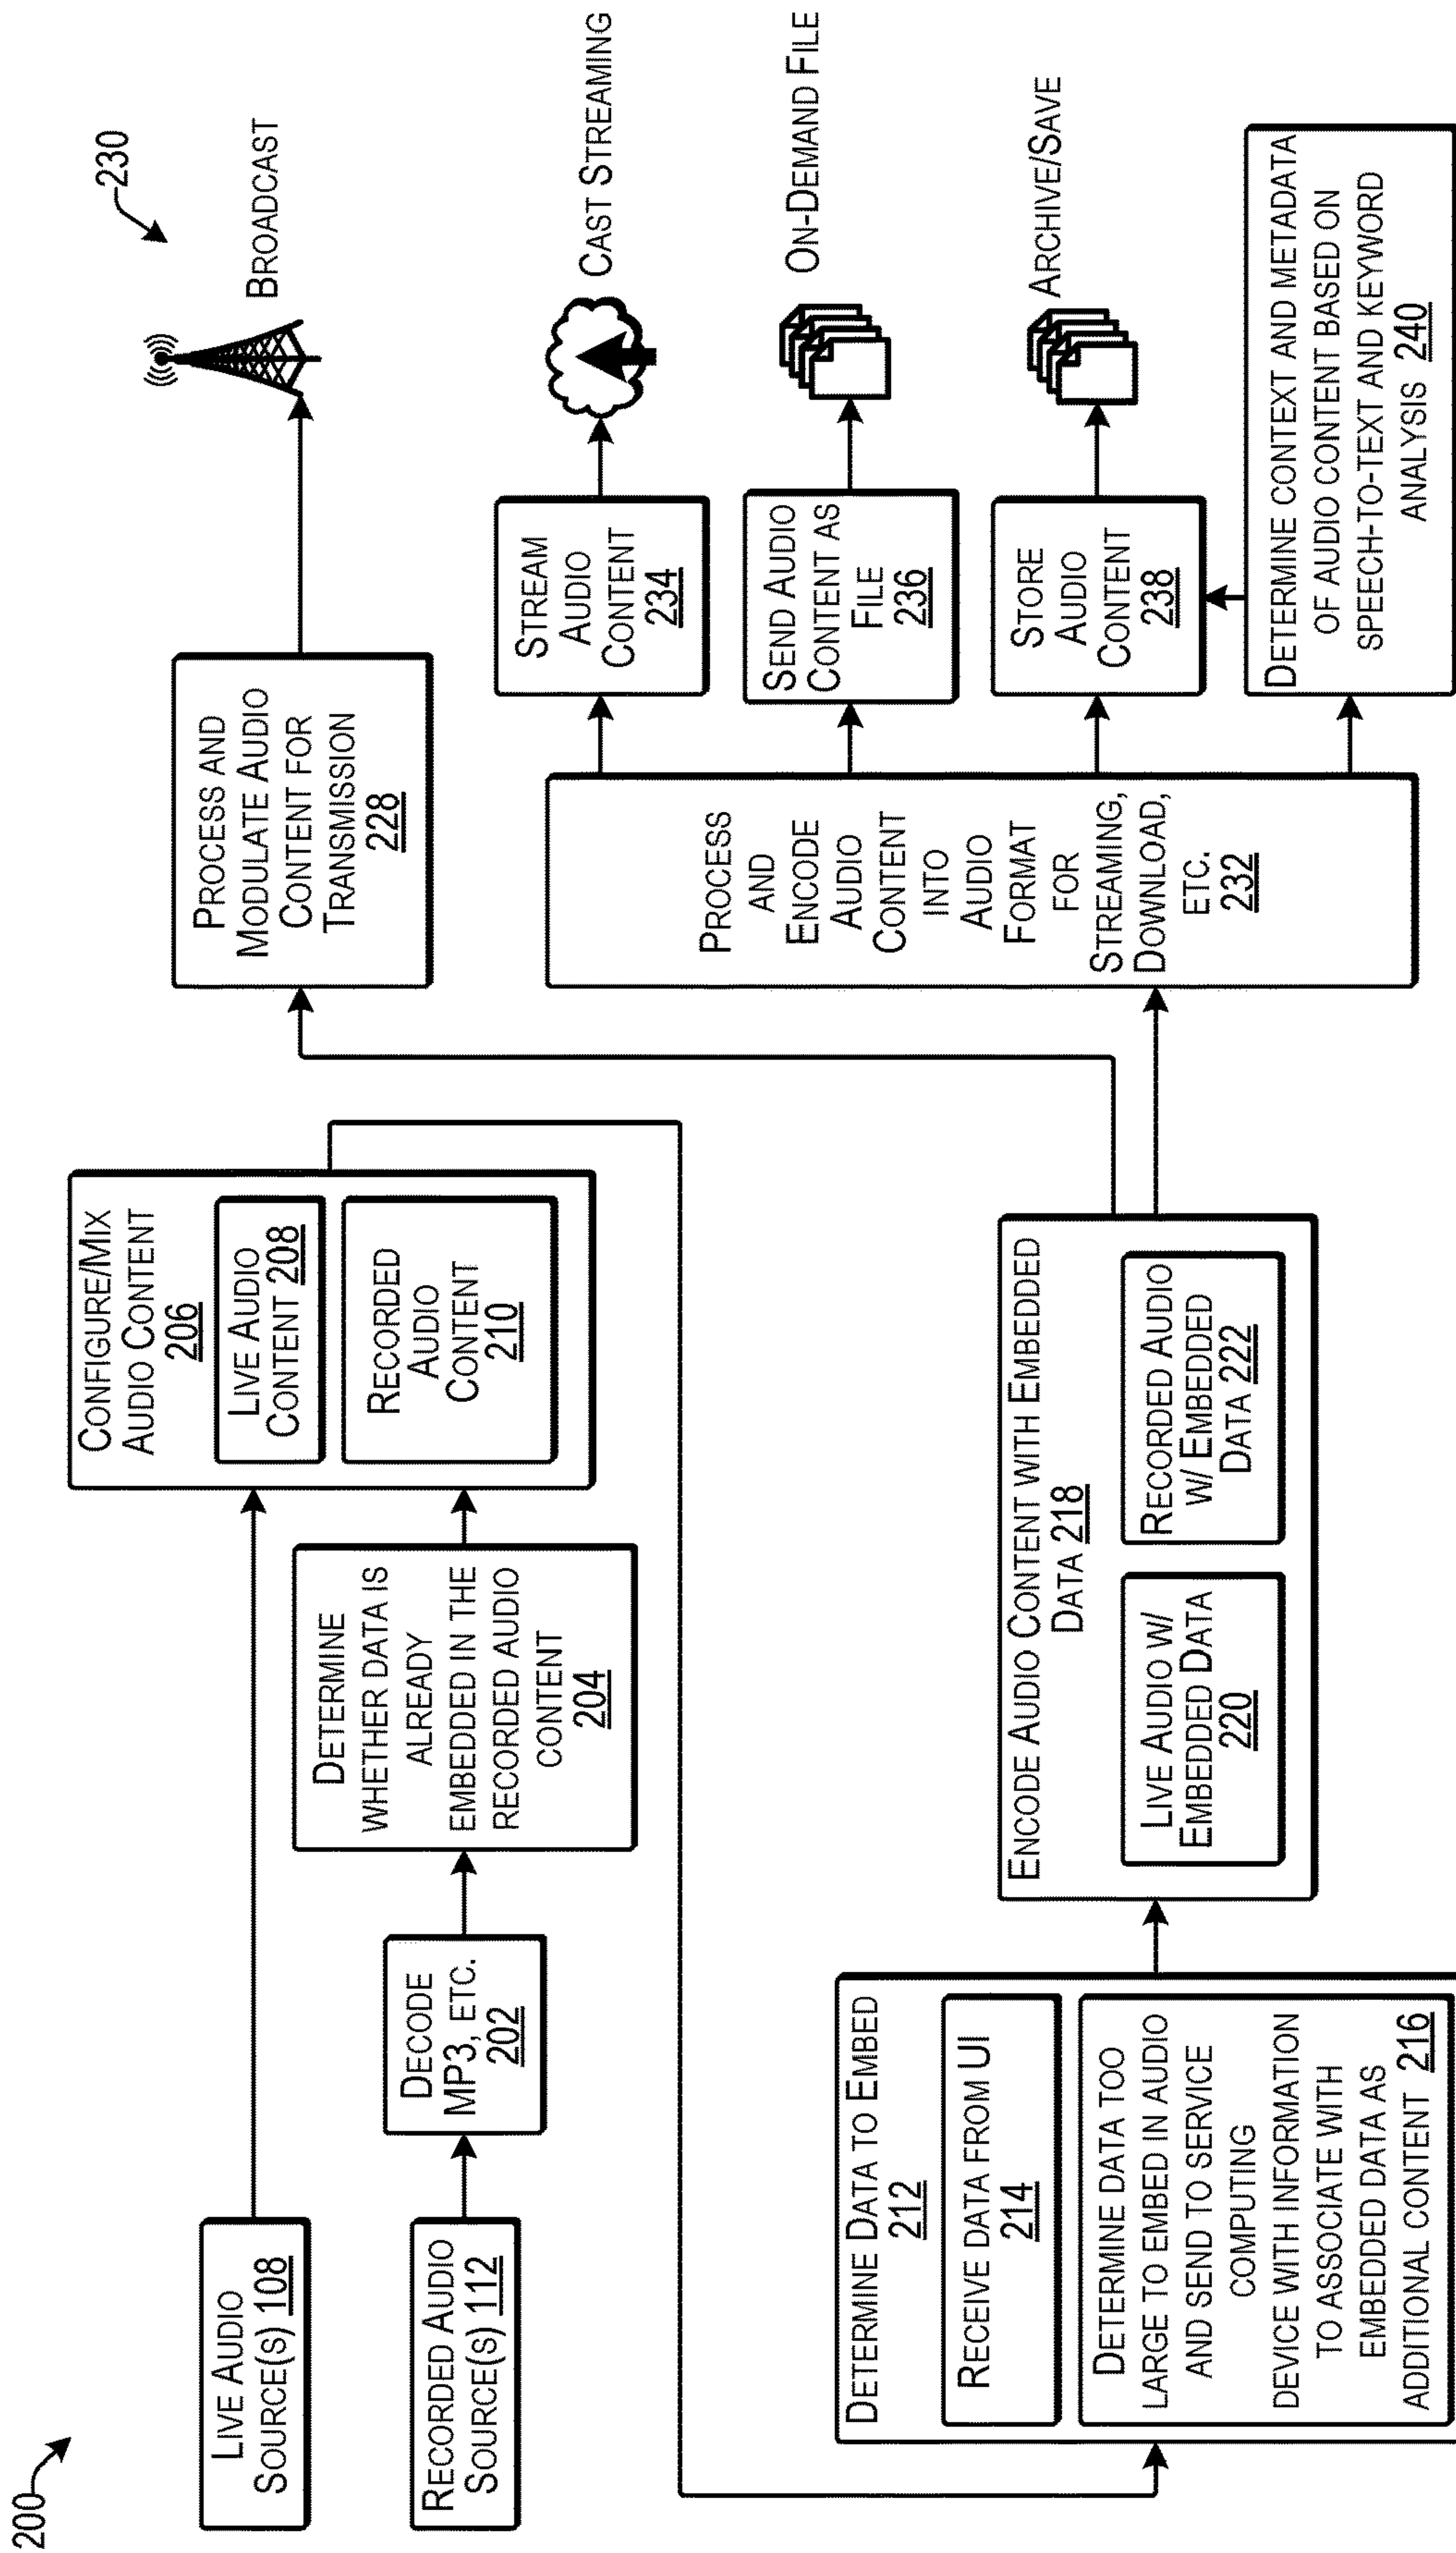 200
LIVE AUDIO
SOURCE(S) 108
RECORDED AUDIO
SOURCE(S) 112
DECODE
MP3, ETC.
202
DETERMINE
WHETHER DATA IS
ALREADY
EMBEDDED IN THE
RECORDED AUDIO
CONTENT
204
CONFIGURE/MIX
AUDIO CONTENT
206
LIVE AUDIO
CONTENT 208
RECORDED
AUDIO
CONTENT
210
DETERMINE DATA TO EMBED
212
RECEIVE DATA FROM UI
214
DETERMINE DATA TOO
LARGE TO EMBED IN AUDIO
AND SEND TO SERVICE
COMPUTING
DEVICE WITH INFORMATION
TO ASSOCIATE WITH
EMBEDDED DATA AS
ADDITIONAL CONTENT 216
ENCODE AUDIO CONTENT WITH EMBEDDED
DATA 218
LIVE AUDIO W/
EMBEDDED DATA
220
RECORDED AUDIO
W/ EMBEDDED
DATA 222
PROCESS AND
MODULATE AUDIO
CONTENT FOR
TRANSMISSION
228
230
BROADCAST
PROCESS
AND
ENCODE
AUDIO
CONTENT
INTO
AUDIO
FORMAT
FOR
STREAMING,
DOWNLOAD,
ETC.
232
STREAM
AUDIO
CONTENT
234
CAST STREAMING
SEND AUDIO
CONTENT AS
FILE
236
ON-DEMAND FILE
STORE
AUDIO
CONTENT
238
ARCHIVE/SAVE
DETERMINE CONTEXT AND METADATA
OF AUDIO CONTENT BASED ON
SPEECH-TO-TEXT AND KEYWORD
ANALYSIS 240